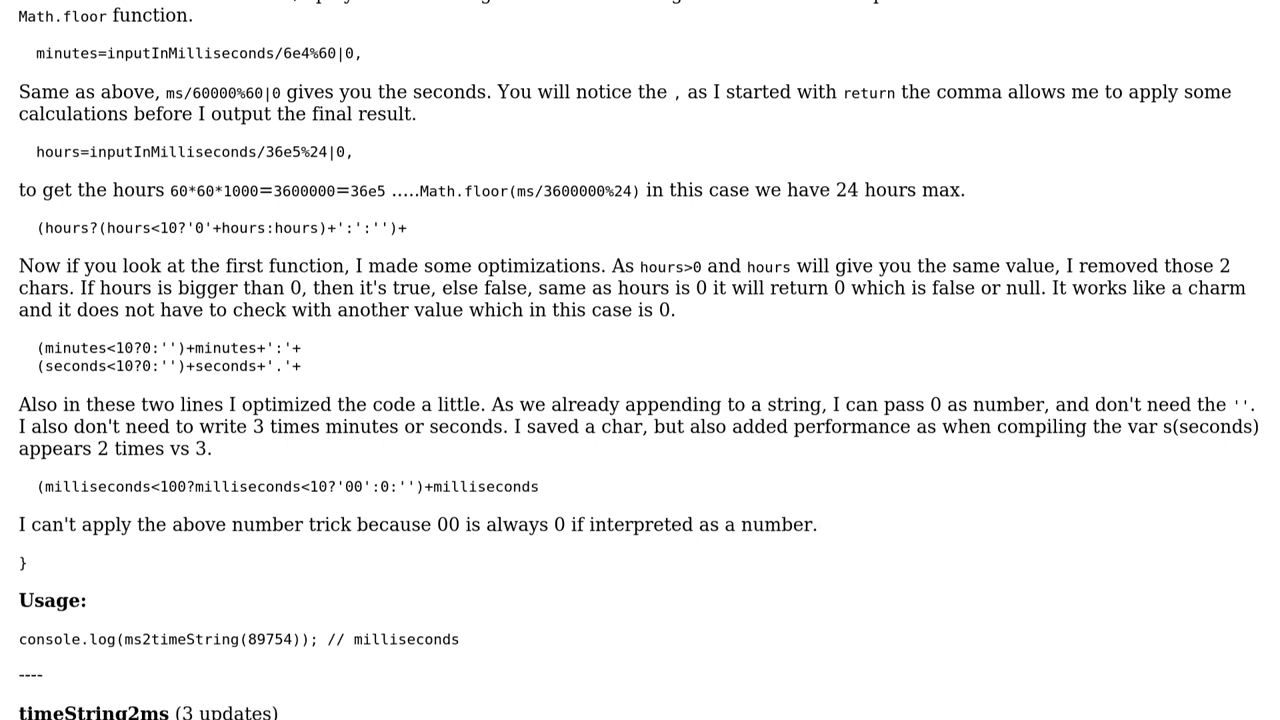 Math.floor function.
minutes=inputInMilliseconds/6e4%60|0,
Same as above, ms/60000%60|0 gives you the seconds. You will notice the , as I started with return the comma allows me to apply some
calculations before I output the final result.
hours=inputInMilliseconds/36e5%24|0,
to get the hours 60*60*1000=3600000=36e5 .....Math.floor(ms/3600000%24) in this case we have 24 hours max.
(hours?(hours<10?'0'+hours:hours)+':':'')+
Now if you look at the first function, I made some optimizations. As hours>0 and hours will give you the same value, I removed those 2
chars. If hours is bigger than 0, then it's true, else false, same as hours is 0 it will return 0 which is false or null. It works like a charm
and it does not have to check with another value which in this case is 0.
(minutes<10?0:'')+minutes+':'+
(seconds<10?0:'')+seconds+'.'+
Also in these two lines I optimized the code a little. As we already appending to a string, I can pass 0 as number, and don't need the ''.
I also don't need to write 3 times minutes or seconds. I saved a char, but also added performance as when compiling the var s(seconds)
appears 2 times vs 3.
(milliseconds<100?milliseconds<10?'00':0:'')+milliseconds
I can't apply the above number trick because 00 is always 0 if interpreted as a number.
}
Usage:
console.log(ms2timeString(89754)); // milliseconds
----
timeString2ms (3 updates)